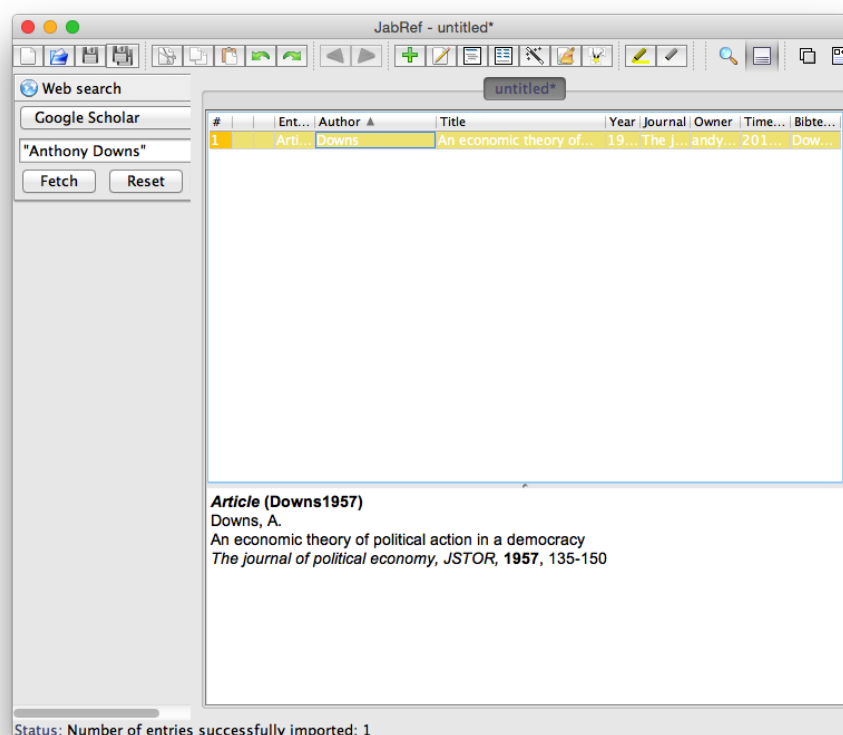 JabRef - untitled*
Web search
untitled*
Google Scholar
"Anthony Downs"
Fetch Reset
# Ent... Author Title Year Journal Owner Time... Bibte...
1 Arti... Downs An economic theory of... 19... The j... andy... 201... Dow...
Article (Downs1957)
Downs, A.
An economic theory of political action in a democracy
The journal of political economy, JSTOR, 1957, 135-150
Status: Number of entries successfully imported: 1